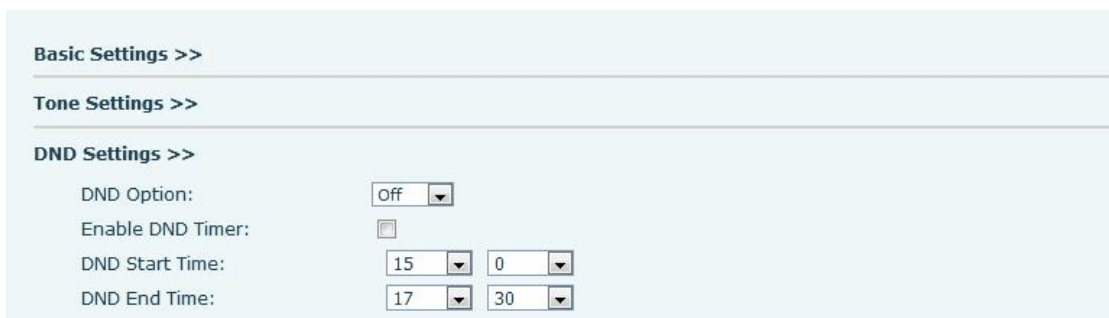 Basic Settings >>
Tone Settings >>
DND Settings >>
DND Option: Off
Enable DND Timer:
DND Start Time: 15 0
DND End Time: 17 30